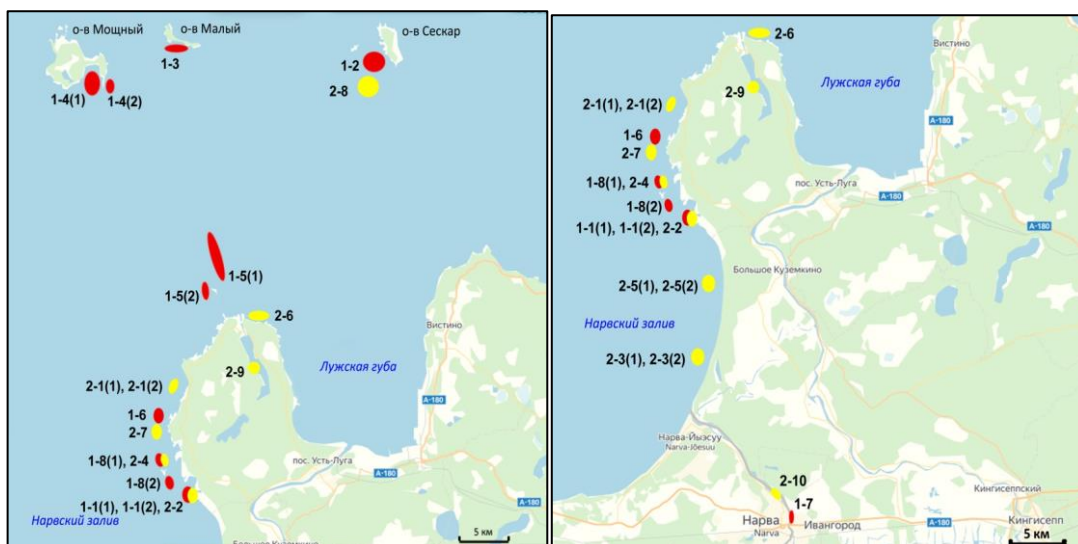 о-в Мощный
о-в Малый
о-в Сескар
1-3
1-2
1-4(1)
1-4(2)
2-8
1-5(1)
1-5(2)
2-6
Вистино
2-9
Лужская губа
2-1(1), 2-1(2)
А-180
1-6
2-7
1-8(1), 2-4
пос. Усть-Луга
1-8(2)
1-1(1), 1-1(2), 2-2
А-180
Нарвский залив
Большое Куземкино
5 км
2-6
Вистино
2-9
Лужская губа
2-1(1), 2-1(2)
А-180
1-6
2-7
1-8(1), 2-4
пос. Усть-Луга
А-180
1-8(2)
1-1(1), 1-1(2), 2-2
Большое Куземкино
2-5(1), 2-5(2)
Нарвский залив
2-3(1), 2-3(2)
Нарва-Йыэсуу
Narva-Jõesuu
2-10
Кингисеппский
1-7
Нарва
Narva
Ивангород
А-180
Кингисепп
5 км